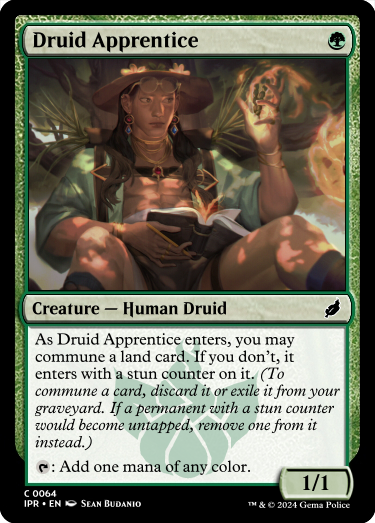 Druid Apprentice
Creature — Human Druid
As Druid Apprentice enters, you may
commune a land card. If you don't, it
enters with a stun counter on it. (To
commune a card, discard it or exile it from your
graveyard. If a permanent with a stun counter
would become untapped, remove one from it
instead.)
: Add one mana of any color.
1/1
C 0064
IPR • EN SEAN BUDANIO
™ & © 2024 Gema Police